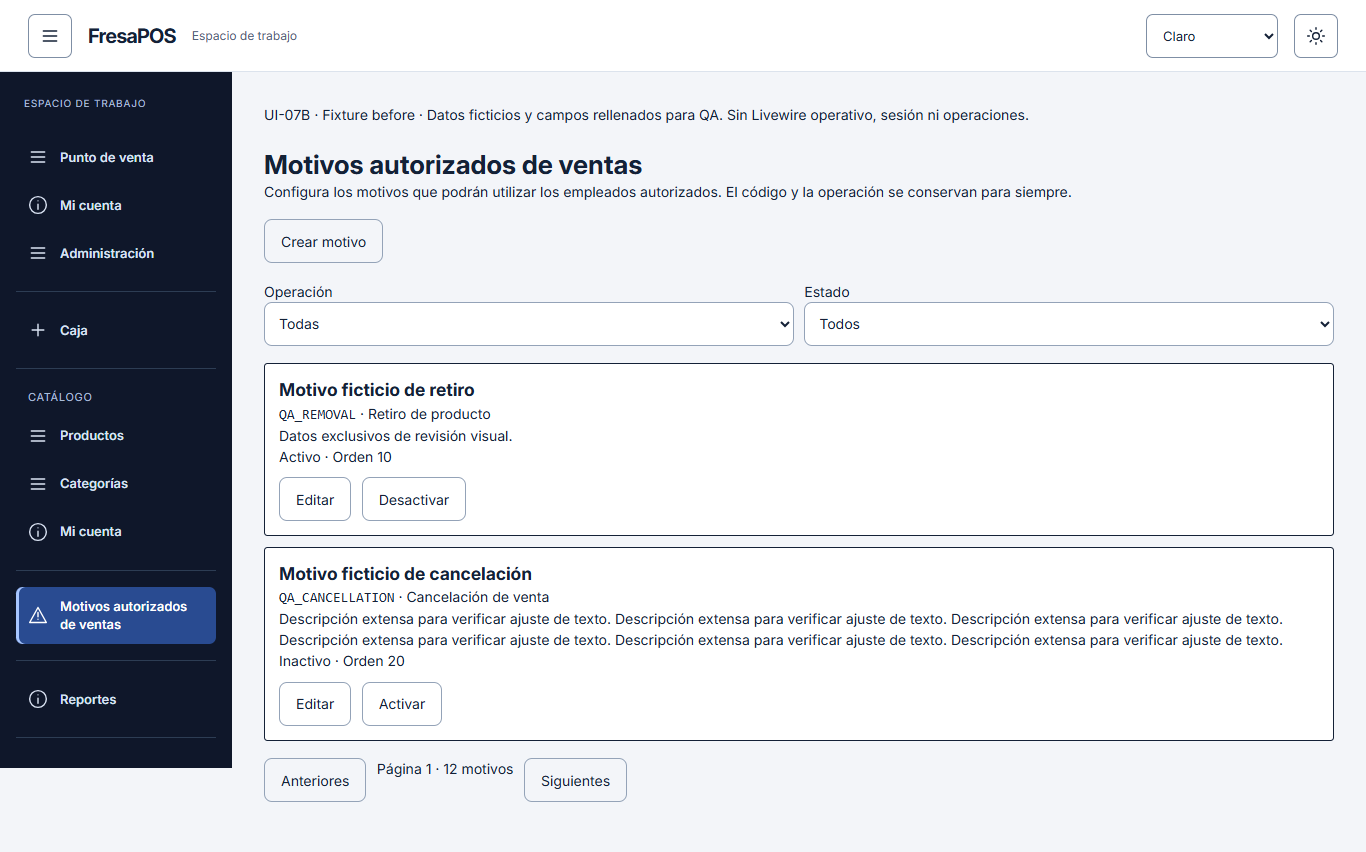 FresaPOS
Espacio de trabajo
Claro
ESPACIO DE TRABAJO
Punto de venta
Mi cuenta
Administración
Caja
CATÁLOGO
Productos
Categorías
Mi cuenta
Motivos autorizados
de ventas
Reportes
UI-07B · Fixture before · Datos ficticios y campos rellenados para QA. Sin Livewire operativo, sesión ni operaciones.
Motivos autorizados de ventas
Configura los motivos que podrán utilizar los empleados autorizados. El código y la operación se conservan para siempre.
Crear motivo
Operación
Todas
Estado
Todos
Motivo ficticio de retiro
QA_REMOVAL · Retiro de producto
Datos exclusivos de revisión visual.
Activo · Orden 10
Editar
Desactivar
Motivo ficticio de cancelación
QA_CANCELLATION · Cancelación de venta
Descripción extensa para verificar ajuste de texto. Descripción extensa para verificar ajuste de texto. Descripción extensa para verificar ajuste de texto.
Descripción extensa para verificar ajuste de texto. Descripción extensa para verificar ajuste de texto. Descripción extensa para verificar ajuste de texto.
Inactivo · Orden 20
Editar
Activar
Anteriores
Página 1 · 12 motivos
Siguientes